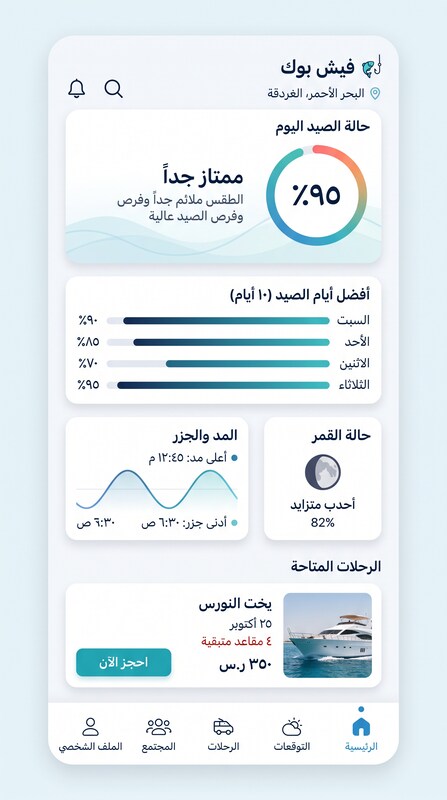 فيش بوك
البحر الأحمر، الغردقة
حالة الصيد اليوم
٪٩٥
ممتاز جداً
الطقس ملائم جداً وفرص
وفرص الصيد عالية
أفضل أيام الصيد (١٠ أيام)
السبت ٪٩٠
الأحد ٪٨٥
الاثنين ٪٧٠
الثلاثاء ٪٩٥
حالة القمر
أحدب متزايد
82%
المد والجزر
أعلى مد: ١٢:٤٥ م
أدنى جزر: ٦:٣٠ ص
٦:٣٠ ص
الرحلات المتاحة
يخت النورس
٢٥ أكتوبر
٤ مقاعد متبقية
٣٥٠ ر.س
احجز الآن
الرئيسية
التوقعات
الرحلات
المجتمع
الملف الشخصي